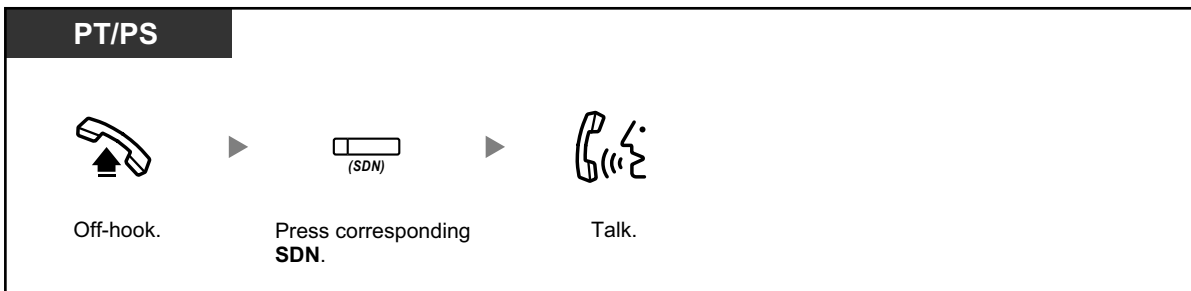 PT/PS
(SDN)
Off-hook.
Press corresponding
SDN.
Talk.